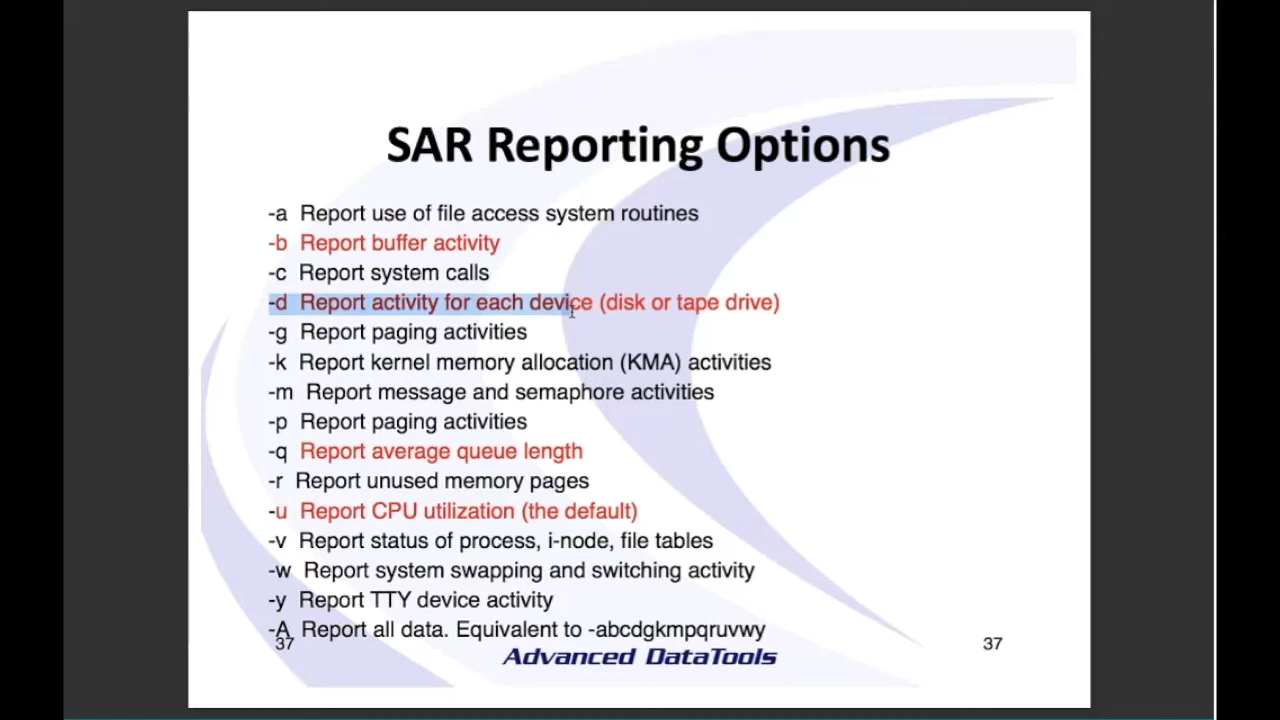 SAR Reporting Options
-a Report use of file access system routines
-b Report buffer activity
-c Report system calls
-d Report activity for each device (disk or tape drive)
-g Report paging activities
-k Report kernel memory allocation (KMA) activities
-m Report message and semaphore activities
-p Report paging activities
-q Report average queue length
-r Report unused memory pages
-u Report CPU utilization (the default)
-v Report status of process, i-node, file tables
-w Report system swapping and switching activity
-y Report TTY device activity
-A Report all data. Equivalent to -abcdgkmpqruvwy
37
37
Advanced DataTools